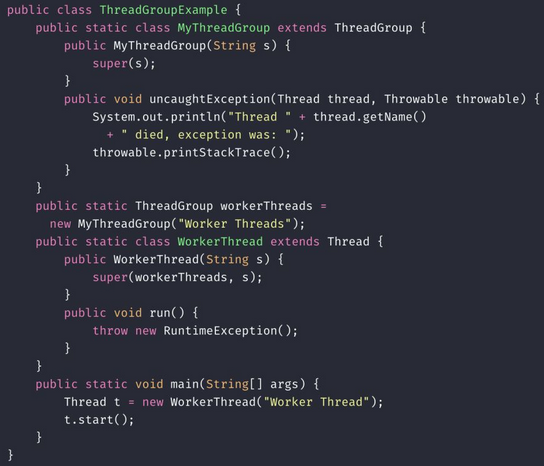 public class ThreadGroupExample {
    public static class MyThreadGroup extends ThreadGroup {
        public MyThreadGroup(String s) {
            super(s);
        }
        public void uncaughtException(Thread thread, Throwable throwable) {
            System.out.println("Thread " + thread.getName()
              + " died, exception was: ");
            throwable.printStackTrace();
        }
    }
    public static ThreadGroup workerThreads =
      new MyThreadGroup("Worker Threads");
    public static class WorkerThread extends Thread {
        public WorkerThread(String s) {
            super(workerThreads, s);
        }
        public void run() {
            throw new RuntimeException();
        }
    }
    public static void main(String[] args) {
        Thread t = new WorkerThread("Worker Thread");
        t.start();
    }
}